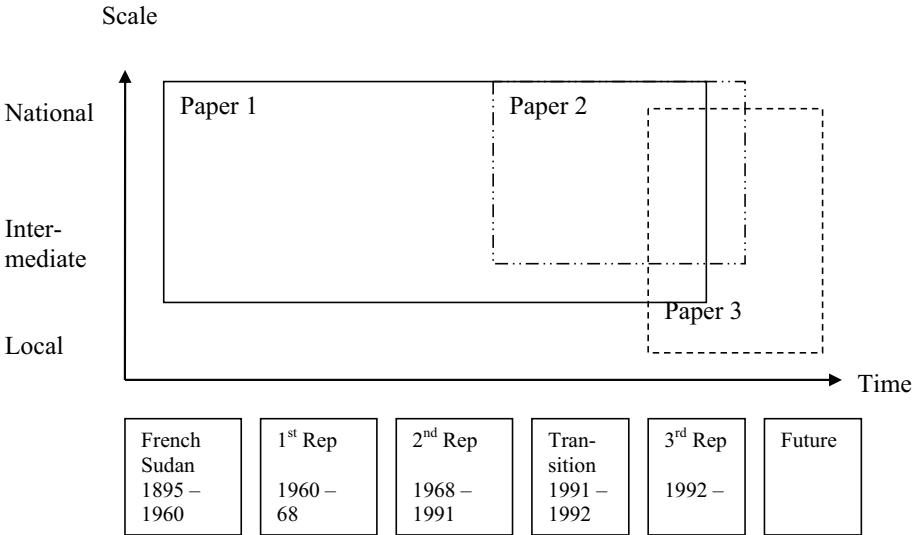 Scale
National
Paper 1
Paper 2
Inter-
mediate
Paper 3
Local
Time
French
Sudan
1895 –
1960
1st Rep
1960 –
68
2nd Rep
1968 –
1991
Tran-
sition
1991 –
1992
3rd Rep
1992 –
Future